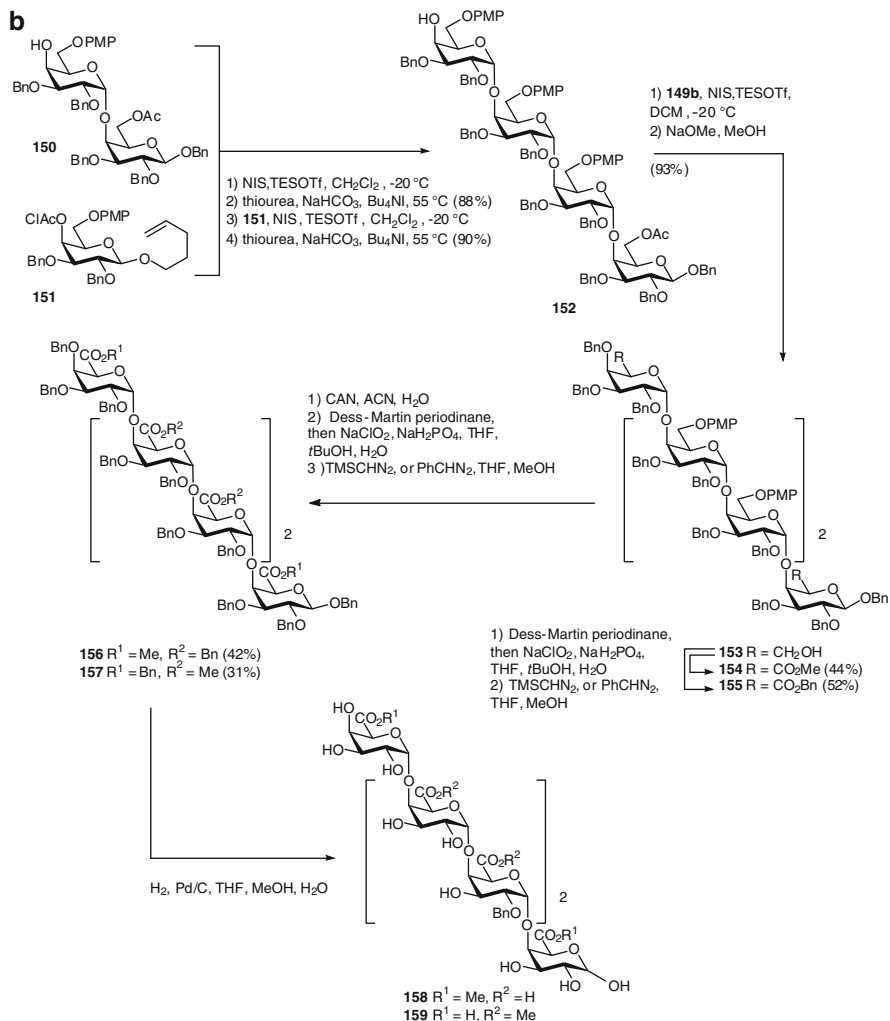 b
OPMP
HO
O
BnO
BnO
O
OAc
150
O
BnO
OBn
BnO
OPMP
ClAc O
O
BnO
O
BnO
151
1) NIS,TESOTf, CH2Cl2, -20 °C
2) thiourea, NaHCO3, Bu4NI, 55 °C (88%)
3) 151, NIS, TESOTf, CH2Cl2, -20 °C
4) thiourea, NaHCO3, Bu4NI, 55 °C (90%)
OPMP
HO
O
BnO
BnO
OPMP
O
O
BnO
BnO
OPMP
O
O
BnO
BnO
OAc
O
O
BnO
OBn
BnO
152
1) 149b, NIS,TESOTf,
DCM , -20 °C
2) NaOMe, MeOH
(93%)
BnO CO2R1
O
BnO
BnO
CO2R2
O
O
BnO
BnO
CO2R2
O
O
BnO
BnO
2
CO2R1
O
O
BnO
OBn
BnO
156 R1 = Me, R2 = Bn (42%)
157 R1 = Bn, R2 = Me (31%)
1) CAN, ACN, H2O
2) Dess-Martin periodinane,
then NaClO2, NaH2PO4, THF,
tBuOH, H2O
3 )TMSCHN2, or PhCHN2, THF, MeOH
BnO
R
O
BnO
BnO
OPMP
O
O
BnO
BnO
OPMP
O
O
BnO
BnO
2
R
O
O
BnO
OBn
BnO
1) Dess-Martin periodinane,
then NaClO2, NaH2PO4,
THF, tBuOH, H2O
2) TMSCHN2, or PhCHN2,
THF, MeOH
153 R = CH2OH
154 R = CO2Me (44%)
155 R = CO2Bn (52%)
H2, Pd/C, THF, MeOH, H2O
HO CO2R1
O
HO
HO
CO2R2
O
O
HO
HO
CO2R2
O
O
HO
BnO
2
CO2R1
O
O
HO
HO
OH
158 R1 = Me, R2 = H
159 R1 = H, R2 = Me